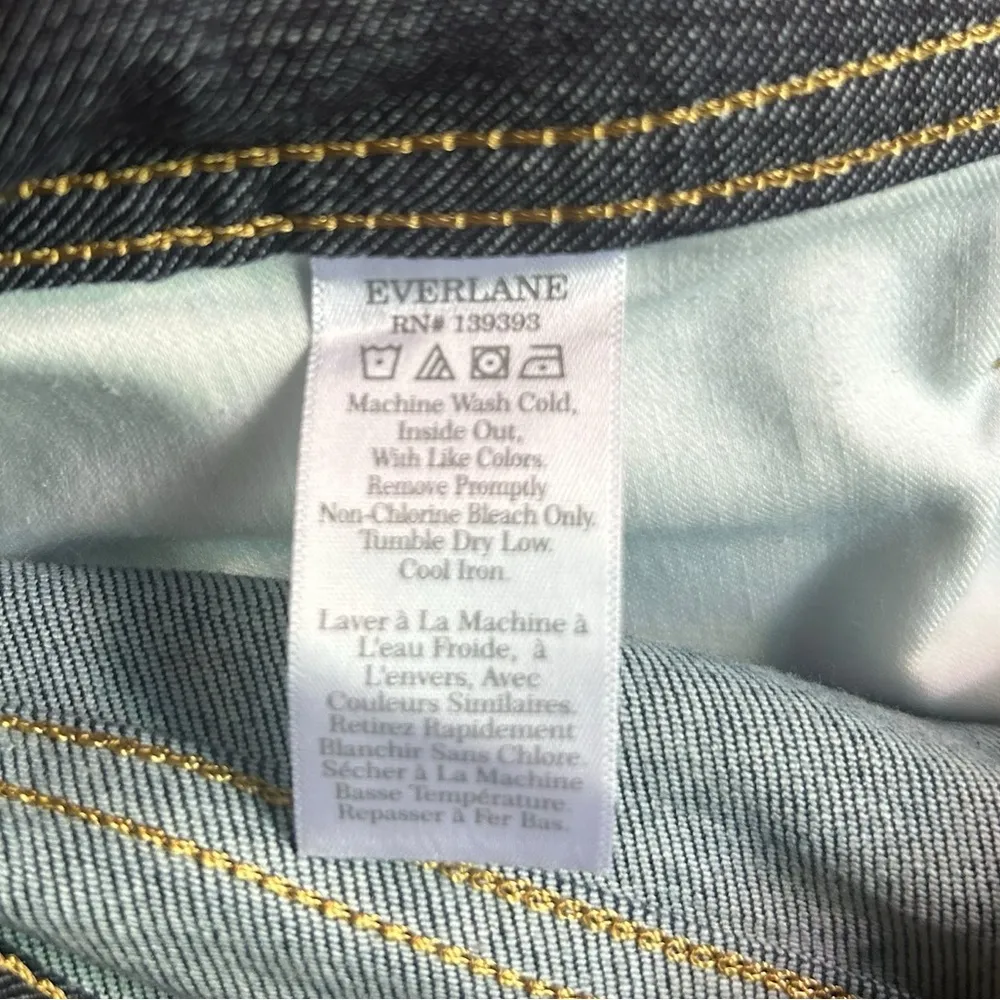 EVERLANE
RN# 139393
Machine Wash Cold,
Inside Out,
With Like Colors.
Remove Promptly
Non-Chlorine Bleach Only.
Tumble Dry Low.
Cool Iron.
Laver à La Machine à
L'eau Froide, à
L'envers, Avec
Couleurs Similaires.
Retirez Rapidement
Blanchir Sans Chlore.
Sécher à La Machine
Basse Température.
Repasser à Fer Bas.